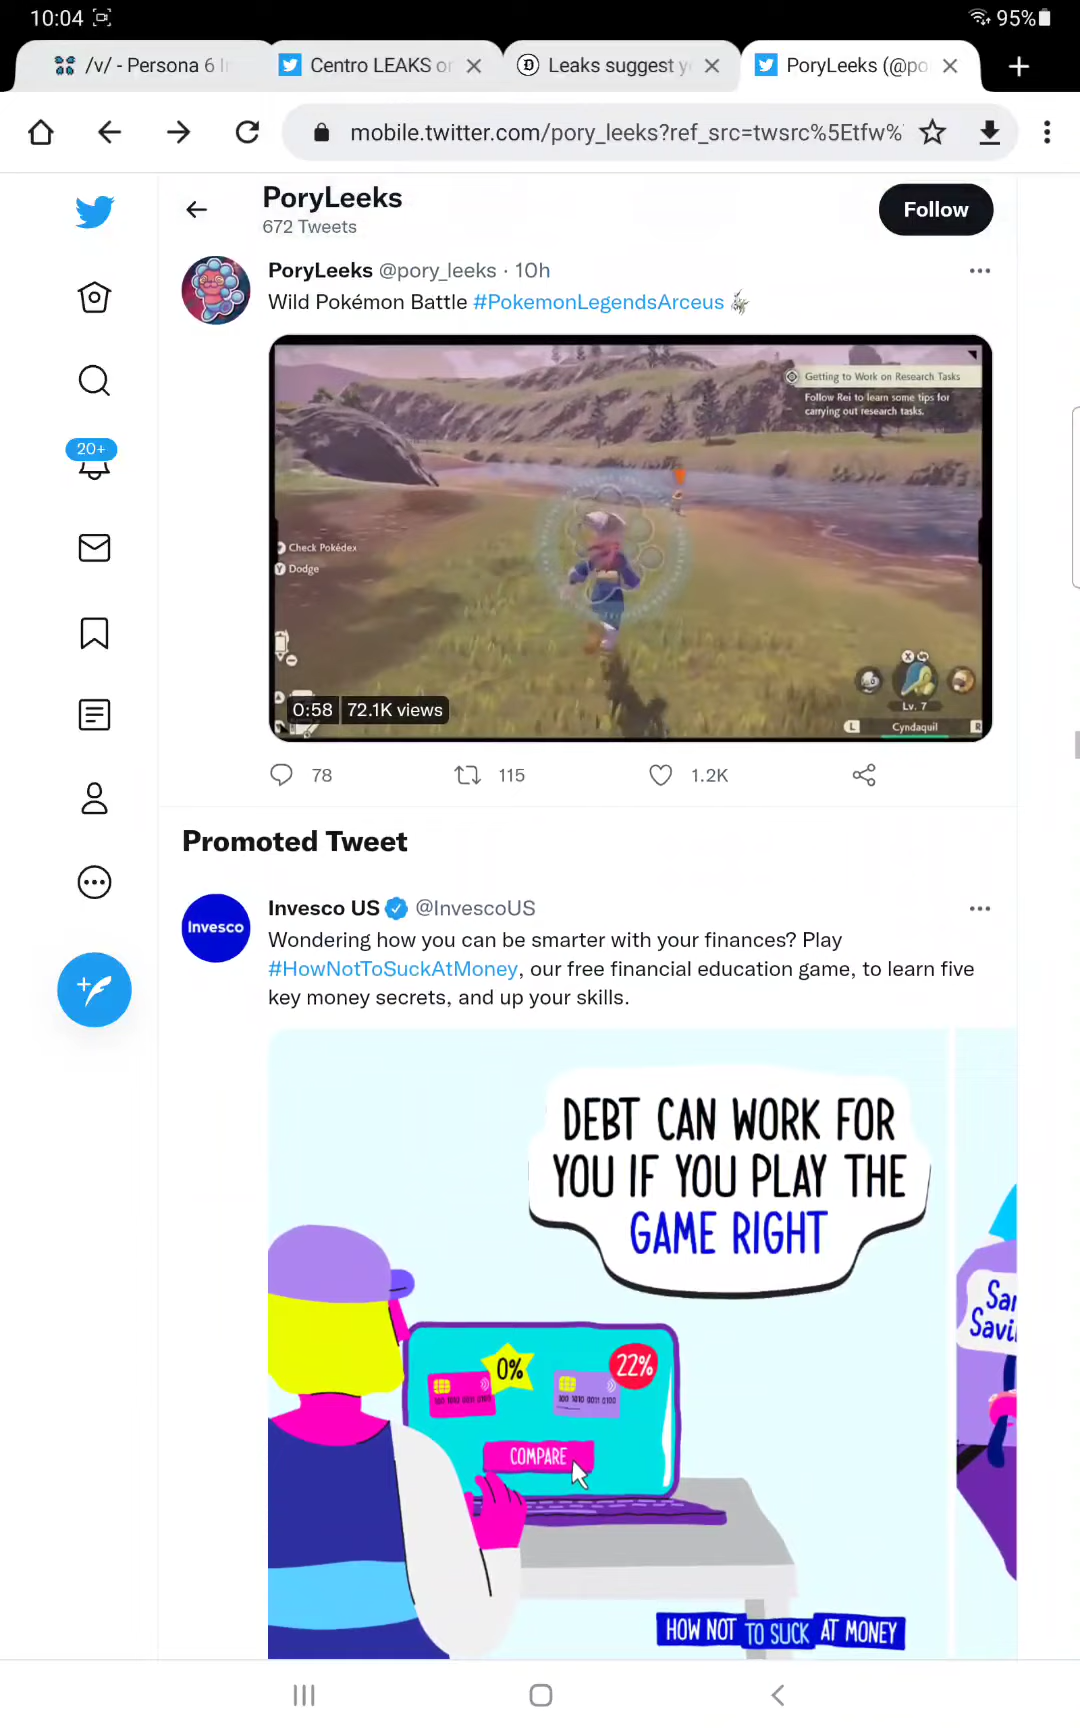 10:04
95%
/v/ - Persona 6 I
Centro LEAKS or
Leaks suggest y
PoryLeeks (@po
mobile.twitter.com/pory_leeks?ref_src=twsrc%5Etfw%
PoryLeeks
672 Tweets
Follow
20+
PoryLeeks @pory_leeks · 10h
Wild Pokémon Battle #PokemonLegendsArceus
Getting to Work on Research Tasks
Follow Rei to learn some tips for
carrying out research tasks.
Check Pokédex
Y Dodge
X
Lv. 7
L Cyndaquil R
0:58 72.1K views
78 115 1.2K
Promoted Tweet
Invesco
Invesco US @InvescoUS
Wondering how you can be smarter with your finances? Play
#HowNotToSuckAtMoney, our free financial education game, to learn five
key money secrets, and up your skills.
DEBT CAN WORK FOR
YOU IF YOU PLAY THE
GAME RIGHT
Sar
Savi
0% 22%
COMPARE
HOW NOT TO SUCK AT MONEY